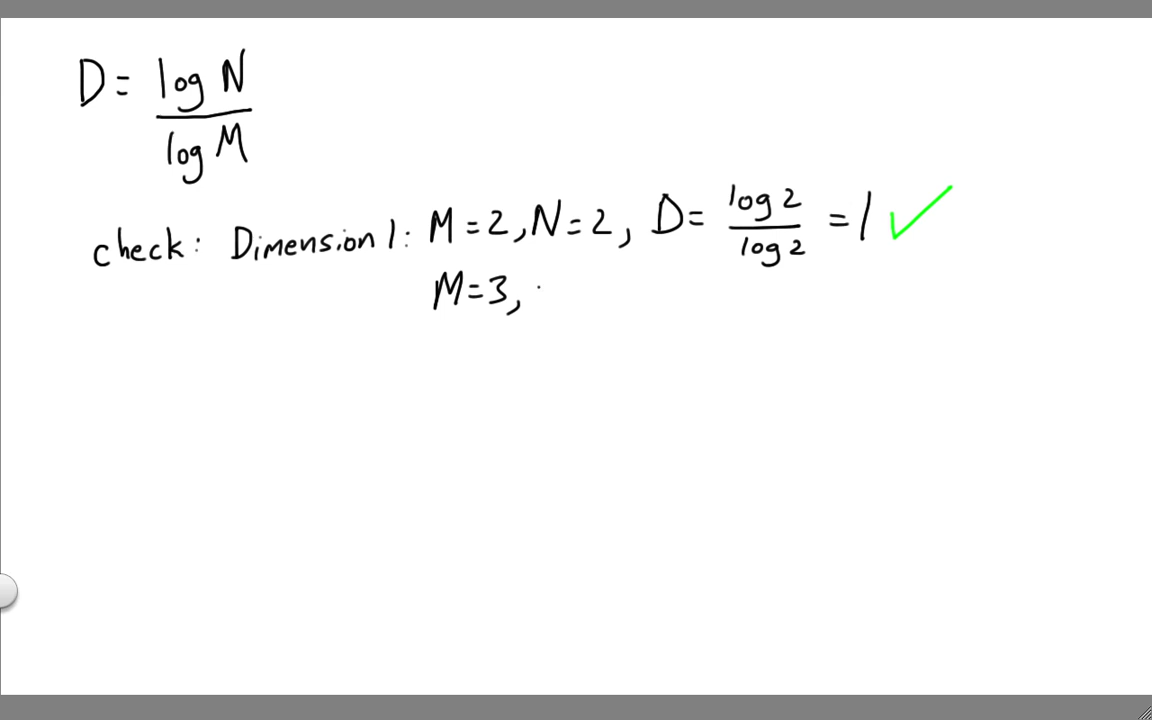 D = log N / log M
check: Dimension 1: M = 2, N = 2, D = log 2 / log 2 = 1 ✓
M = 3,